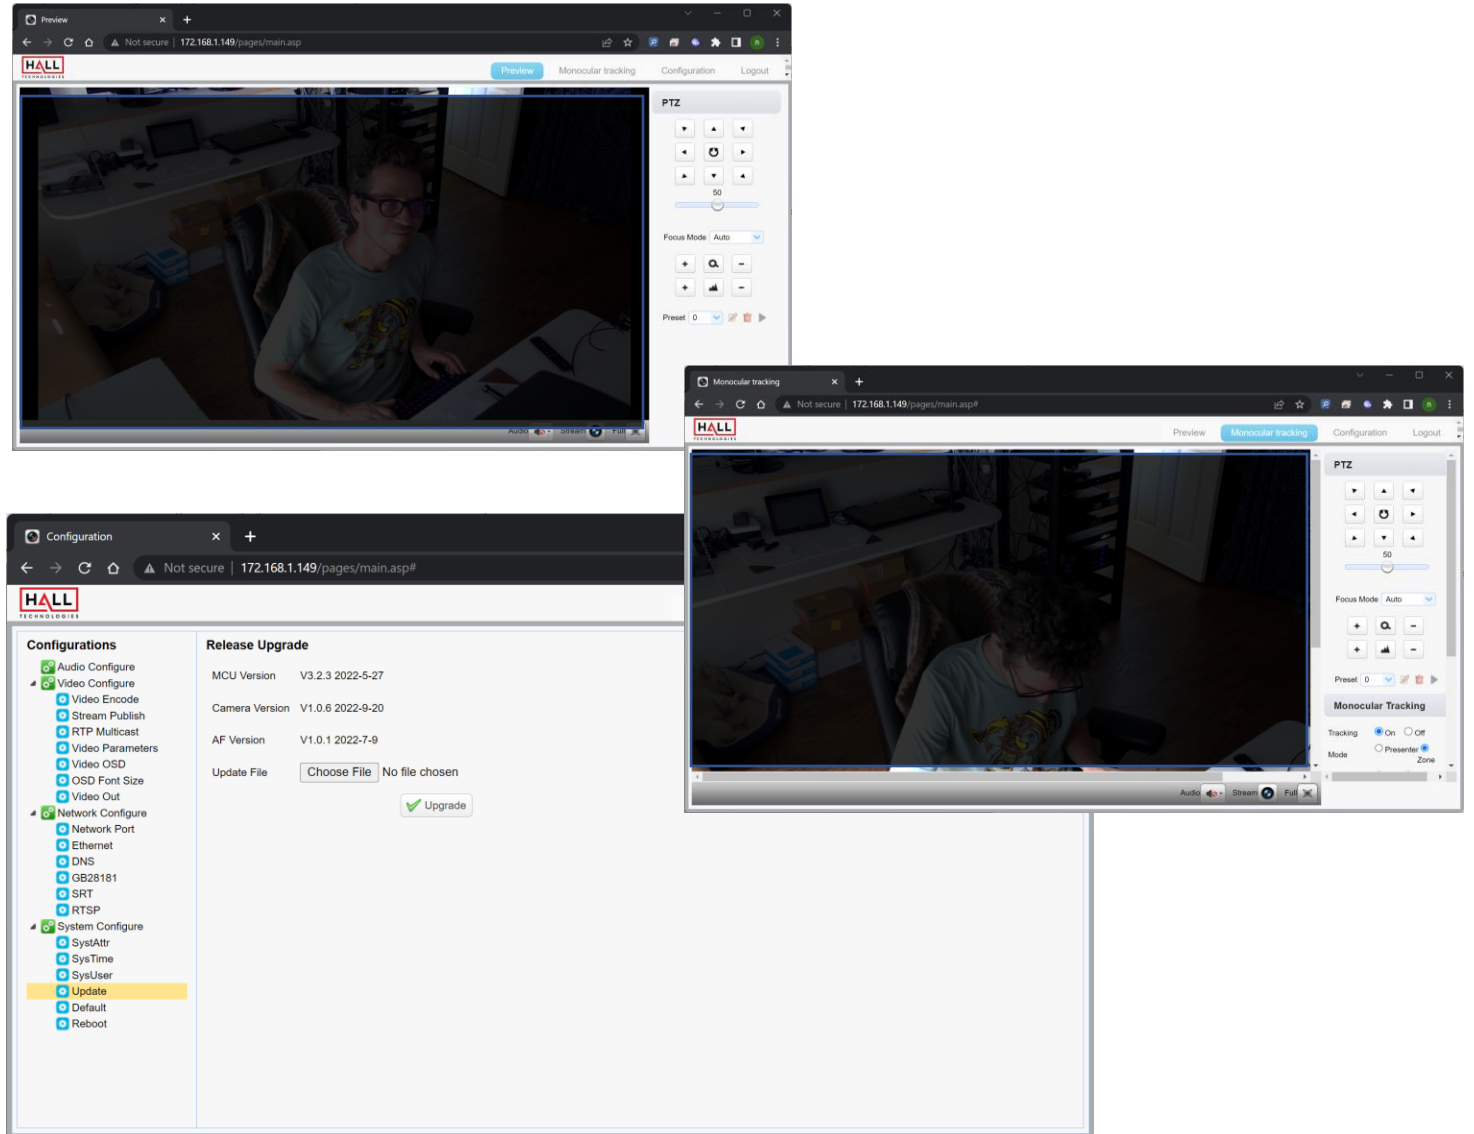 Preview
Not secure | 172.168.1.149/pages/main.asp
HALL
TECHNOLOGIES
Preview Monocular tracking Configuration Logout
PTZ
50
Focus Mode Auto
Preset 0
Audio Stream Full
Monocular tracking
Not secure | 172.168.1.149/pages/main.asp#
HALL
TECHNOLOGIES
Preview Monocular tracking Configuration Logout
PTZ
50
Focus Mode Auto
Preset 0
Monocular Tracking
Tracking On Off
Mode Presenter Zone
Audio Stream Full
Configuration
Not secure | 172.168.1.149/pages/main.asp#
HALL
TECHNOLOGIES
Configurations
Audio Configure
Video Configure
Video Encode
Stream Publish
RTP Multicast
Video Parameters
Video OSD
OSD Font Size
Video Out
Network Configure
Network Port
Ethernet
DNS
GB28181
SRT
RTSP
System Configure
SystAttr
SysTime
SysUser
Update
Default
Reboot
Release Upgrade
MCU Version V3.2.3 2022-5-27
Camera Version V1.0.6 2022-9-20
AF Version V1.0.1 2022-7-9
Update File Choose File No file chosen
Upgrade